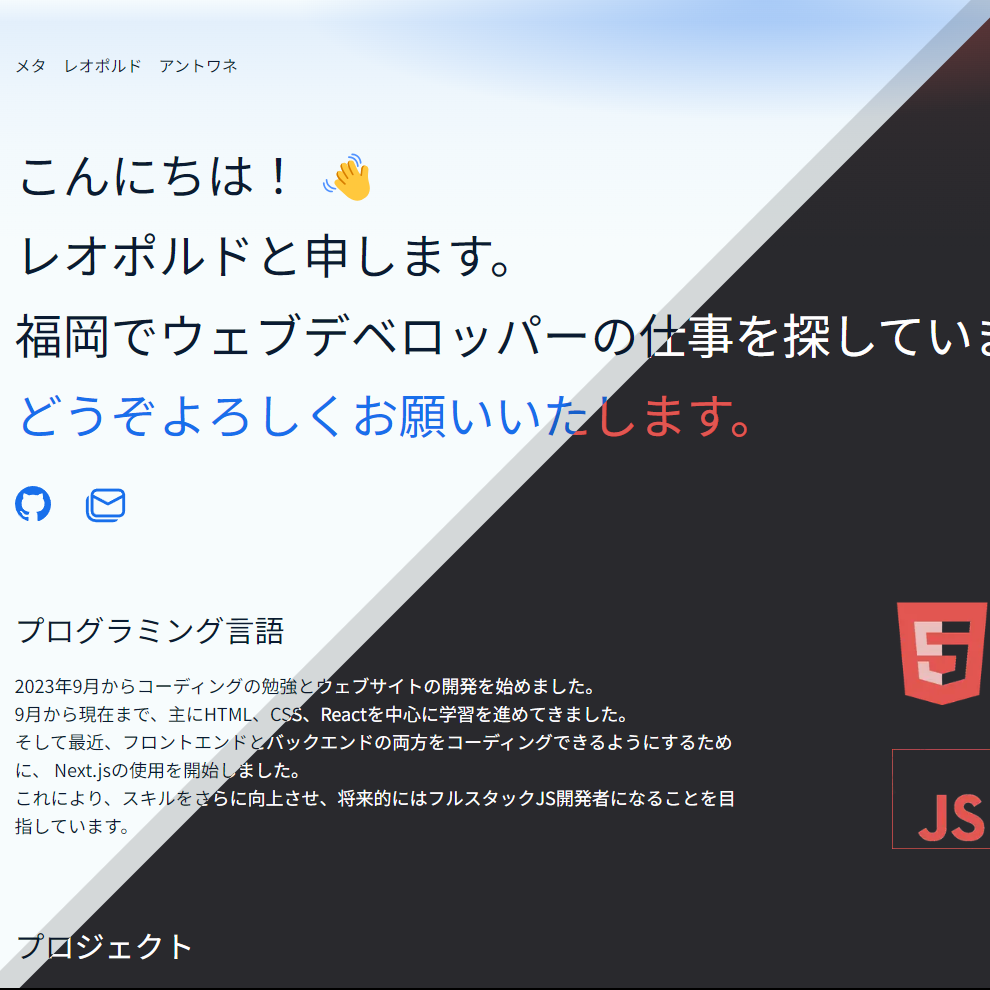 メタ レオポルド アントワネ
こんにちは！ 👋
レオポルドと申します。
福岡でウェブデベロッパーの仕事を探していま
どうぞよろしくお願いいたします。
プログラミング言語
2023年9月からコーディングの勉強とウェブサイトの開発を始めました。
9月から現在まで、主にHTML、CSS、Reactを中心に学習を進めてきました。
そして最近、フロントエンドとバックエンドの両方をコーディングできるようにするため
に、 Next.jsの使用を開始しました。
これにより、スキルをさらに向上させ、将来的にはフルスタックJS開発者になることを目
指しています。
JS
プロジェクト